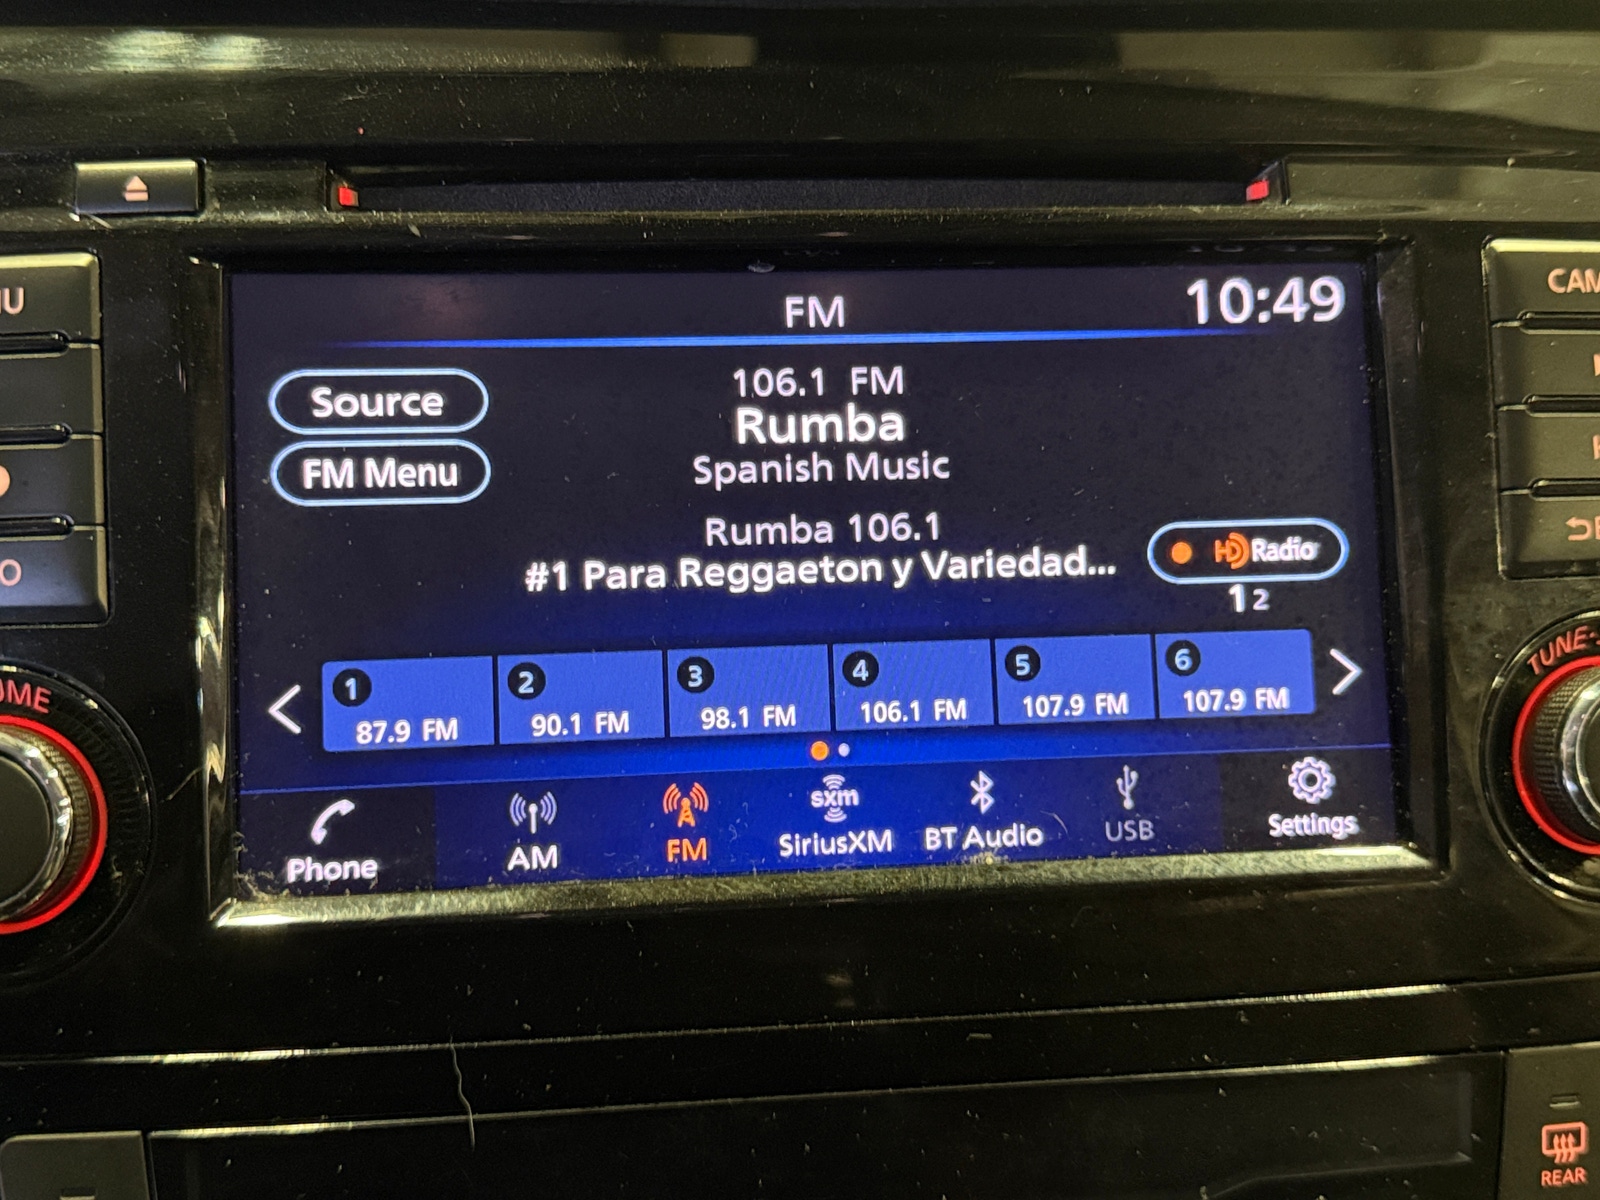 FM
10:49
Source
106.1 FM
Rumba
FM Menu
Spanish Music
Rumba 106.1
#1 Para Reggaeton y Variedad...
HD Radio
1 2
1 2 3 4 5 6
87.9 FM 90.1 FM 98.1 FM 106.1 FM 107.9 FM 107.9 FM
sxm
Phone AM FM SiriusXM BT Audio USB Settings
TUNE
REAR